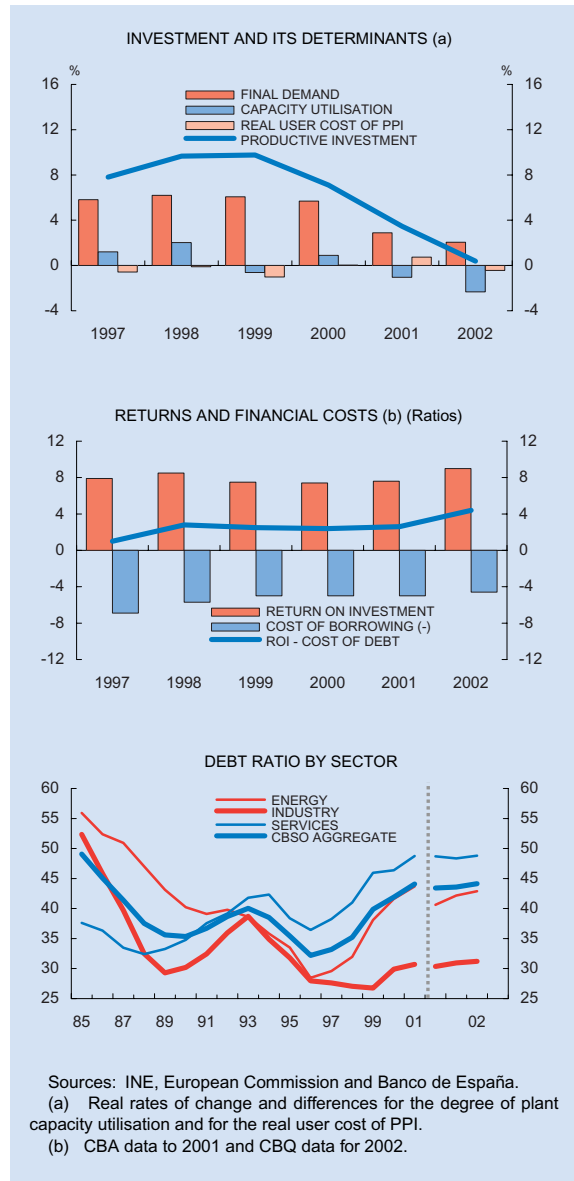 INVESTMENT AND ITS DETERMINANTS (a)
% %
16 16
FINAL DEMAND
CAPACITY UTILISATION
REAL USER COST OF PPI
PRODUCTIVE INVESTMENT
12 12
8 8
4 4
0 0
-4 -4
1997 1998 1999 2000 2001 2002
RETURNS AND FINANCIAL COSTS (b) (Ratios)
12 12
8 8
4 4
0 0
-4 -4
RETURN ON INVESTMENT
-8 -8
COST OF BORROWING (-)
ROI - COST OF DEBT
-12 -12
1997 1998 1999 2000 2001 2002
DEBT RATIO BY SECTOR
60 60
ENERGY
INDUSTRY
55 55
SERVICES
CBSO AGGREGATE
50 50
45 45
40 40
35 35
30 30
25 25
85 87 89 91 93 95 97 99 01 02
Sources: INE, European Commission and Banco de España.
(a) Real rates of change and differences for the degree of plant
capacity utilisation and for the real user cost of PPI.
(b) CBA data to 2001 and CBQ data for 2002.